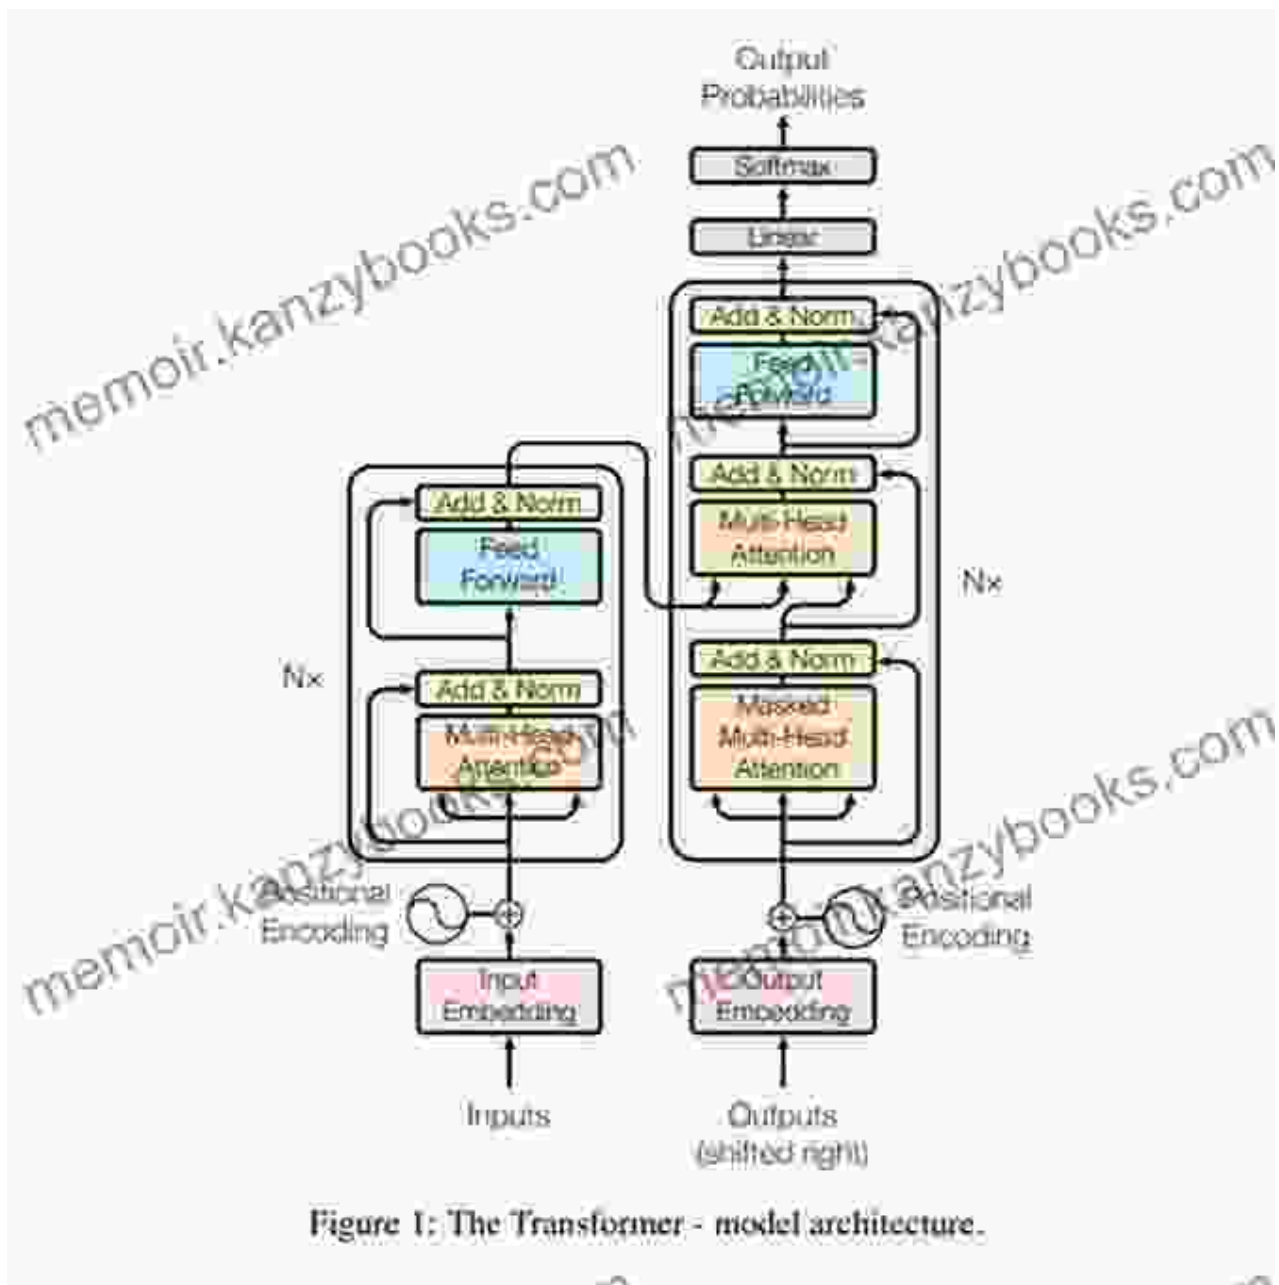 Output
Probabilities
Softmax
Linear
Add & Norm
Feed
Forward
Add & Norm
Multi-Head
Attention
Nx
Add & Norm
Masked
Multi-Head
Attention
Add & Norm
Feed
Forward
Nx
Add & Norm
Multi-Head
Attention
Positional
Encoding
Positional
Encoding
Input
Embedding
Output
Embedding
Inputs
Outputs
(shifted right)
Figure 1: The Transformer - model architecture.
memoir.kanzybooks.com
memoir.kanzybooks.com
memoir.kanzybooks.com
memoir.kanzybooks.com